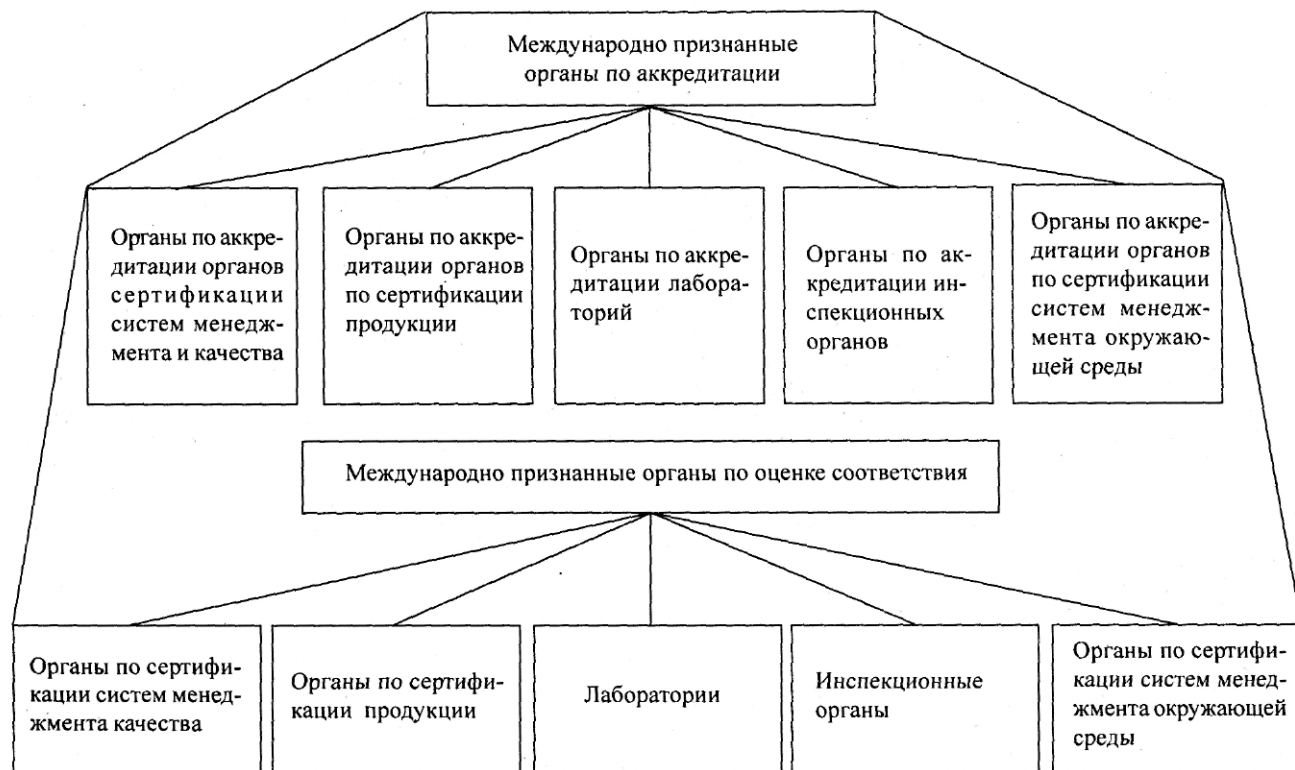 Международно признанные
органы по аккредитации
Органы по аккре-
дитации органов
сертификации
систем менедж-
мента и качества
Органы по аккре-
дитации органов
по сертификации
продукции
Органы по аккре-
дитации лабора-
торий
Органы по ак-
кредитации ин-
спекционных
органов
Органы по аккре-
дитации органов
по сертификации
систем менедж-
мента окружаю-
щей среды
Международно признанные органы по оценке соответствия
Органы по сертифи-
кации систем менед-
жмента качества
Органы по сертифи-
кации продукции
Лаборатории
Инспекционные
органы
Органы по сертифи-
кации систем менед-
жмента окружающей
среды